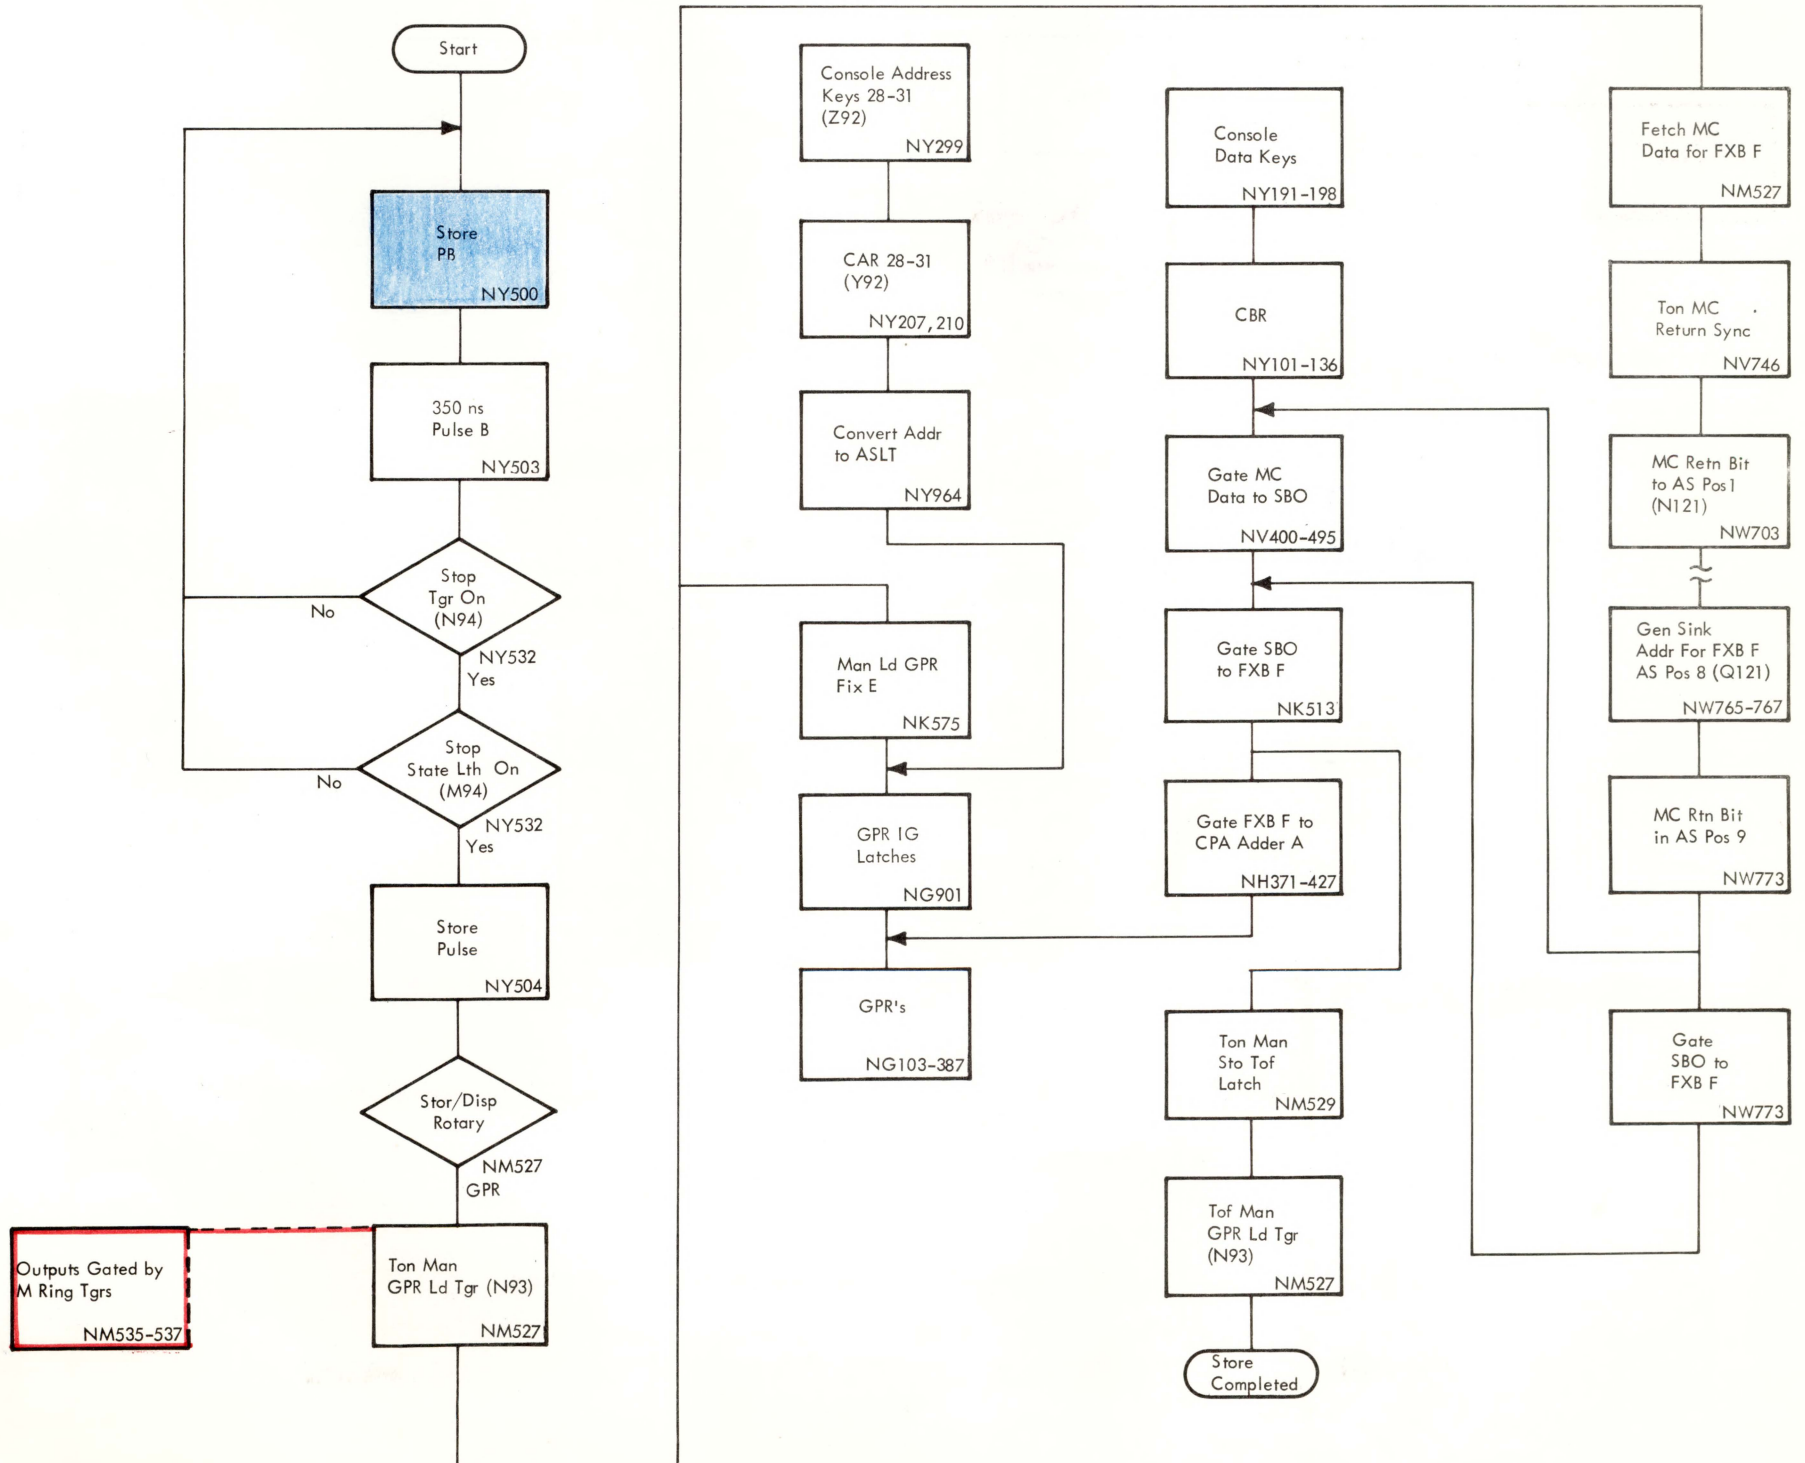 Start
Store
PB
NY500
350 ns
Pulse B
NY503
Stop
Tgr On
(N94)
No
NY532
Yes
Stop
State Lth On
(M94)
No
NY532
Yes
Store
Pulse
NY504
Stor/Disp
Rotary
NM527
GPR
Outputs Gated by
M Ring Tgrs
NM535-537
Ton Man
GPR Ld Tgr (N93)
NM527
Console Address
Keys 28-31
(Z92)
NY299
CAR 28-31
(Y92)
NY207,210
Convert Addr
to ASLT
NY964
Man Ld GPR
Fix E
NK575
GPR IG
Latches
NG901
GPR's
NG103-387
Console
Data Keys
NY191-198
CBR
NY101-136
Gate MC
Data to SBO
NV400-495
Gate SBO
to FXB F
NK513
Gate FXB F to
CPA Adder A
NH371-427
Ton Man
Sto Tof
Latch
NM529
Tof Man
GPR Ld Tgr
(N93)
NM527
Store
Completed
Fetch MC
Data for FXB F
NM527
Ton MC
Return Sync
NV746
MC Retn Bit
to AS Pos1
(N121)
NW703
Gen Sink
Addr For FXB F
AS Pos 8 (Q121)
NW765-767
MC Rtn Bit
in AS Pos 9
NW773
Gate
SBO to
FXB F
NW773